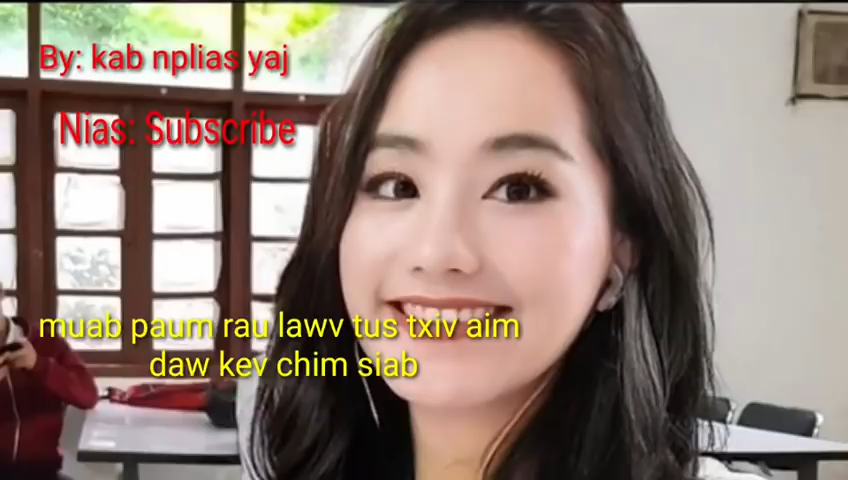 By: kab nplias yaj
Nias: Subscribe
muab paum rau lawv tus txiv aim
daw kev chim siab